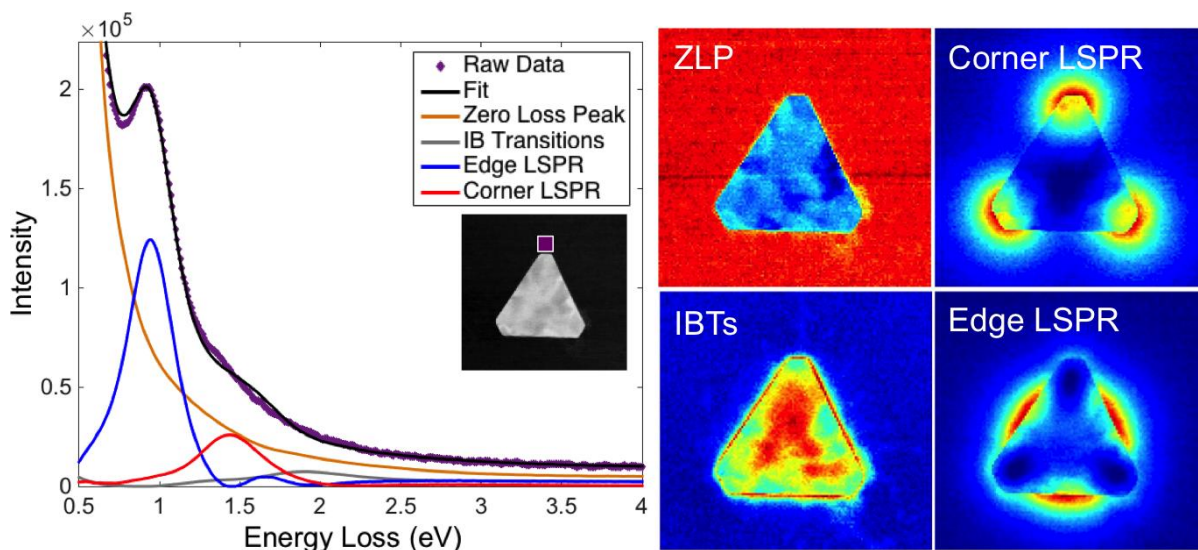 ×10⁵
2
1.5
1
0.5
0
Intensity
0.5 1 1.5 2 2.5 3 3.5 4
Energy Loss (eV)
Raw Data
Fit
Zero Loss Peak
IB Transitions
Edge LSPR
Corner LSPR
ZLP
Corner LSPR
IBTs
Edge LSPR